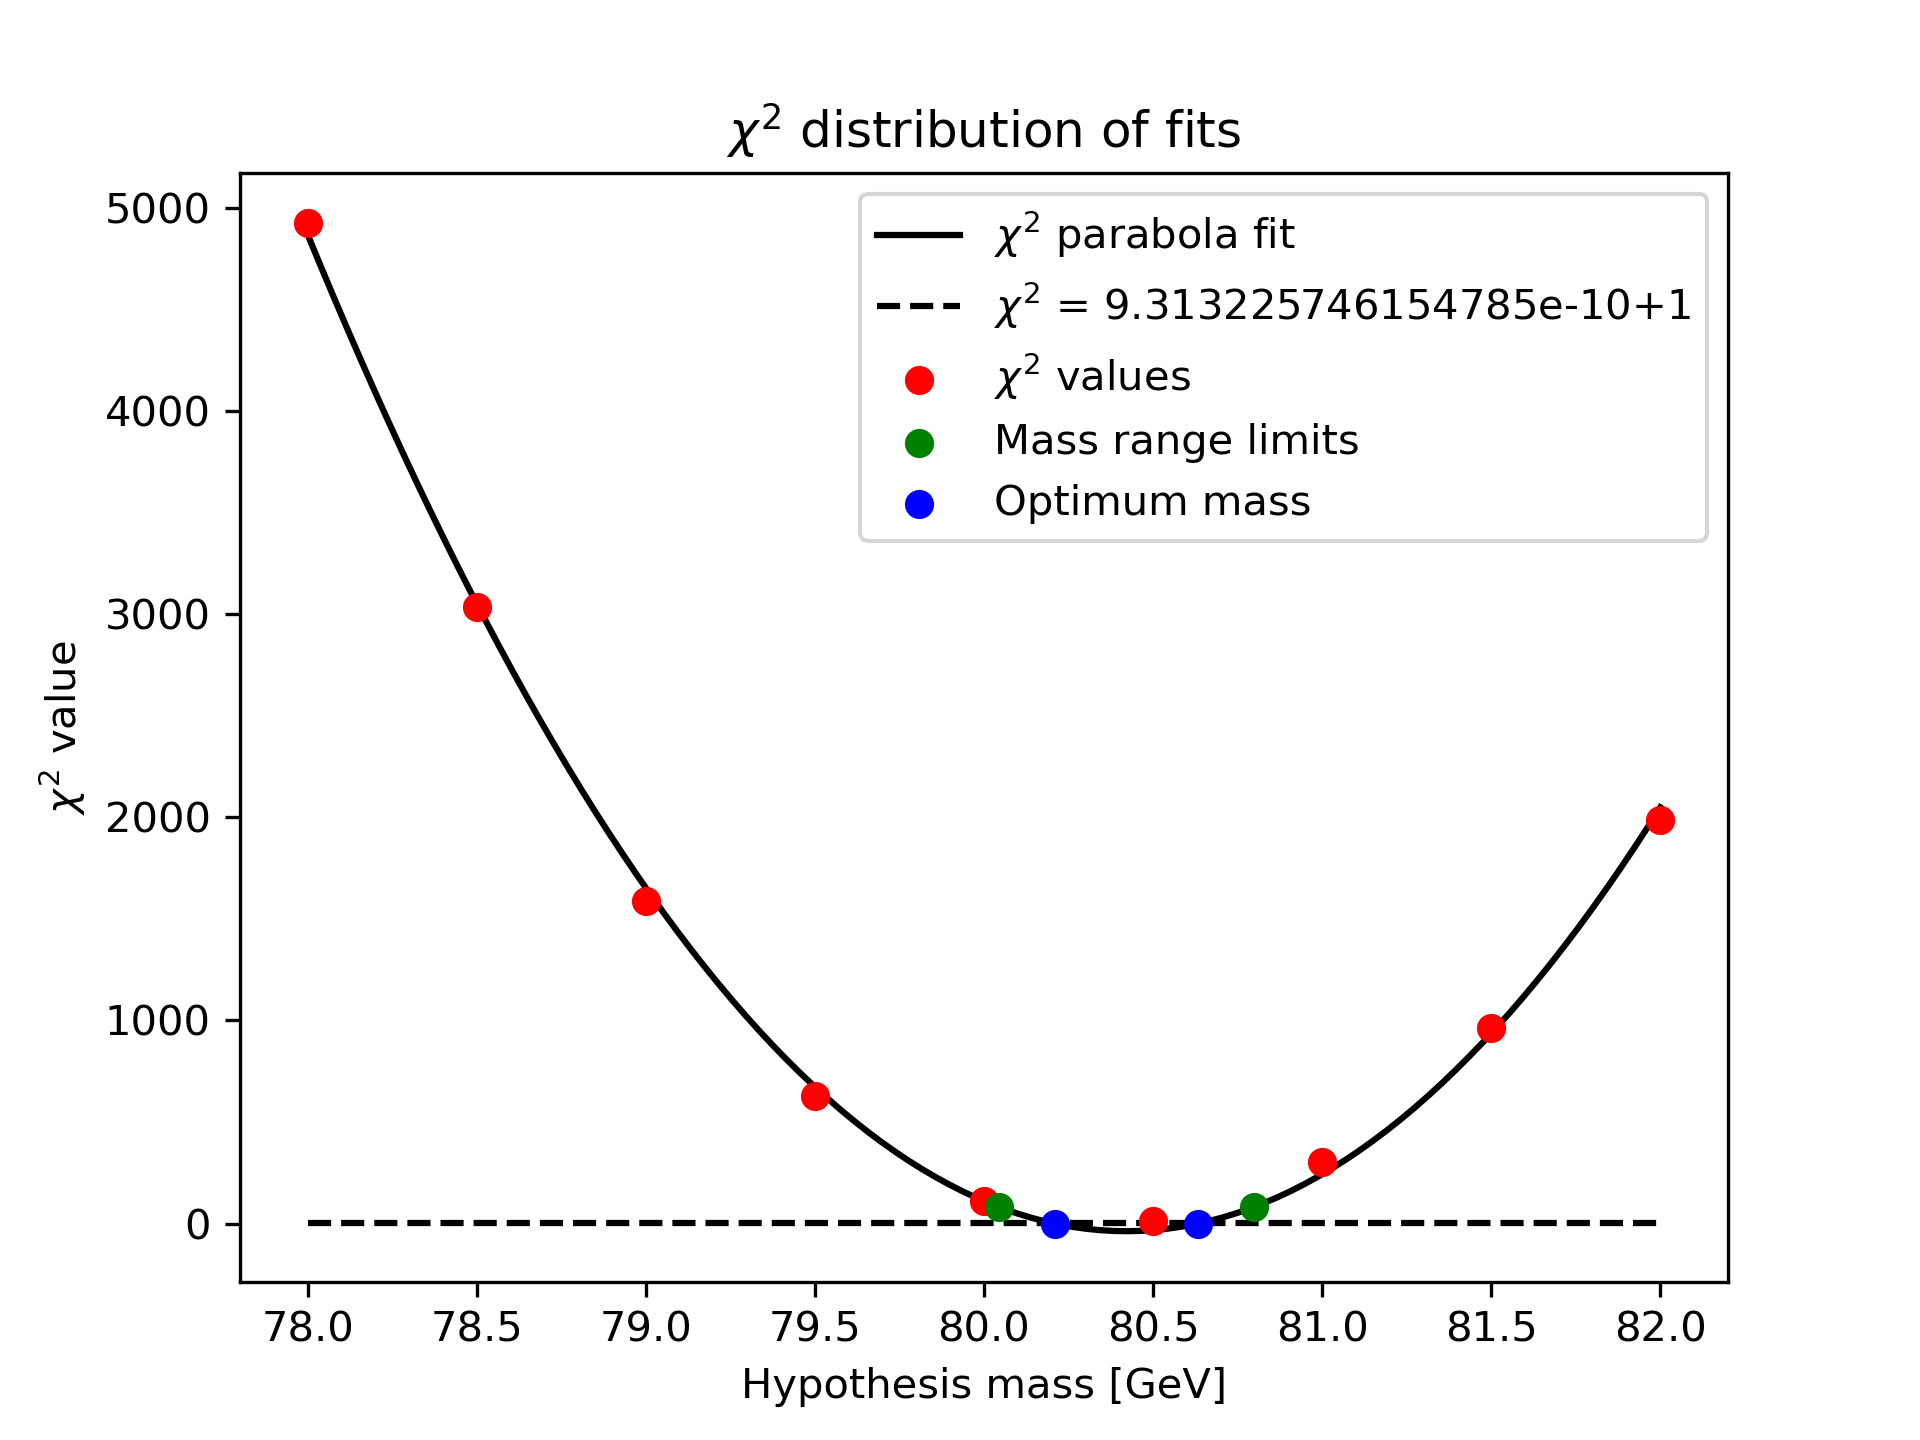 χ² distribution of fits
χ² parabola fit
χ² = 9.313225746154785e-10+1
χ² values
Mass range limits
Optimum mass
χ² value
5000
4000
3000
2000
1000
0
78.0 78.5 79.0 79.5 80.0 80.5 81.0 81.5 82.0
Hypothesis mass [GeV]